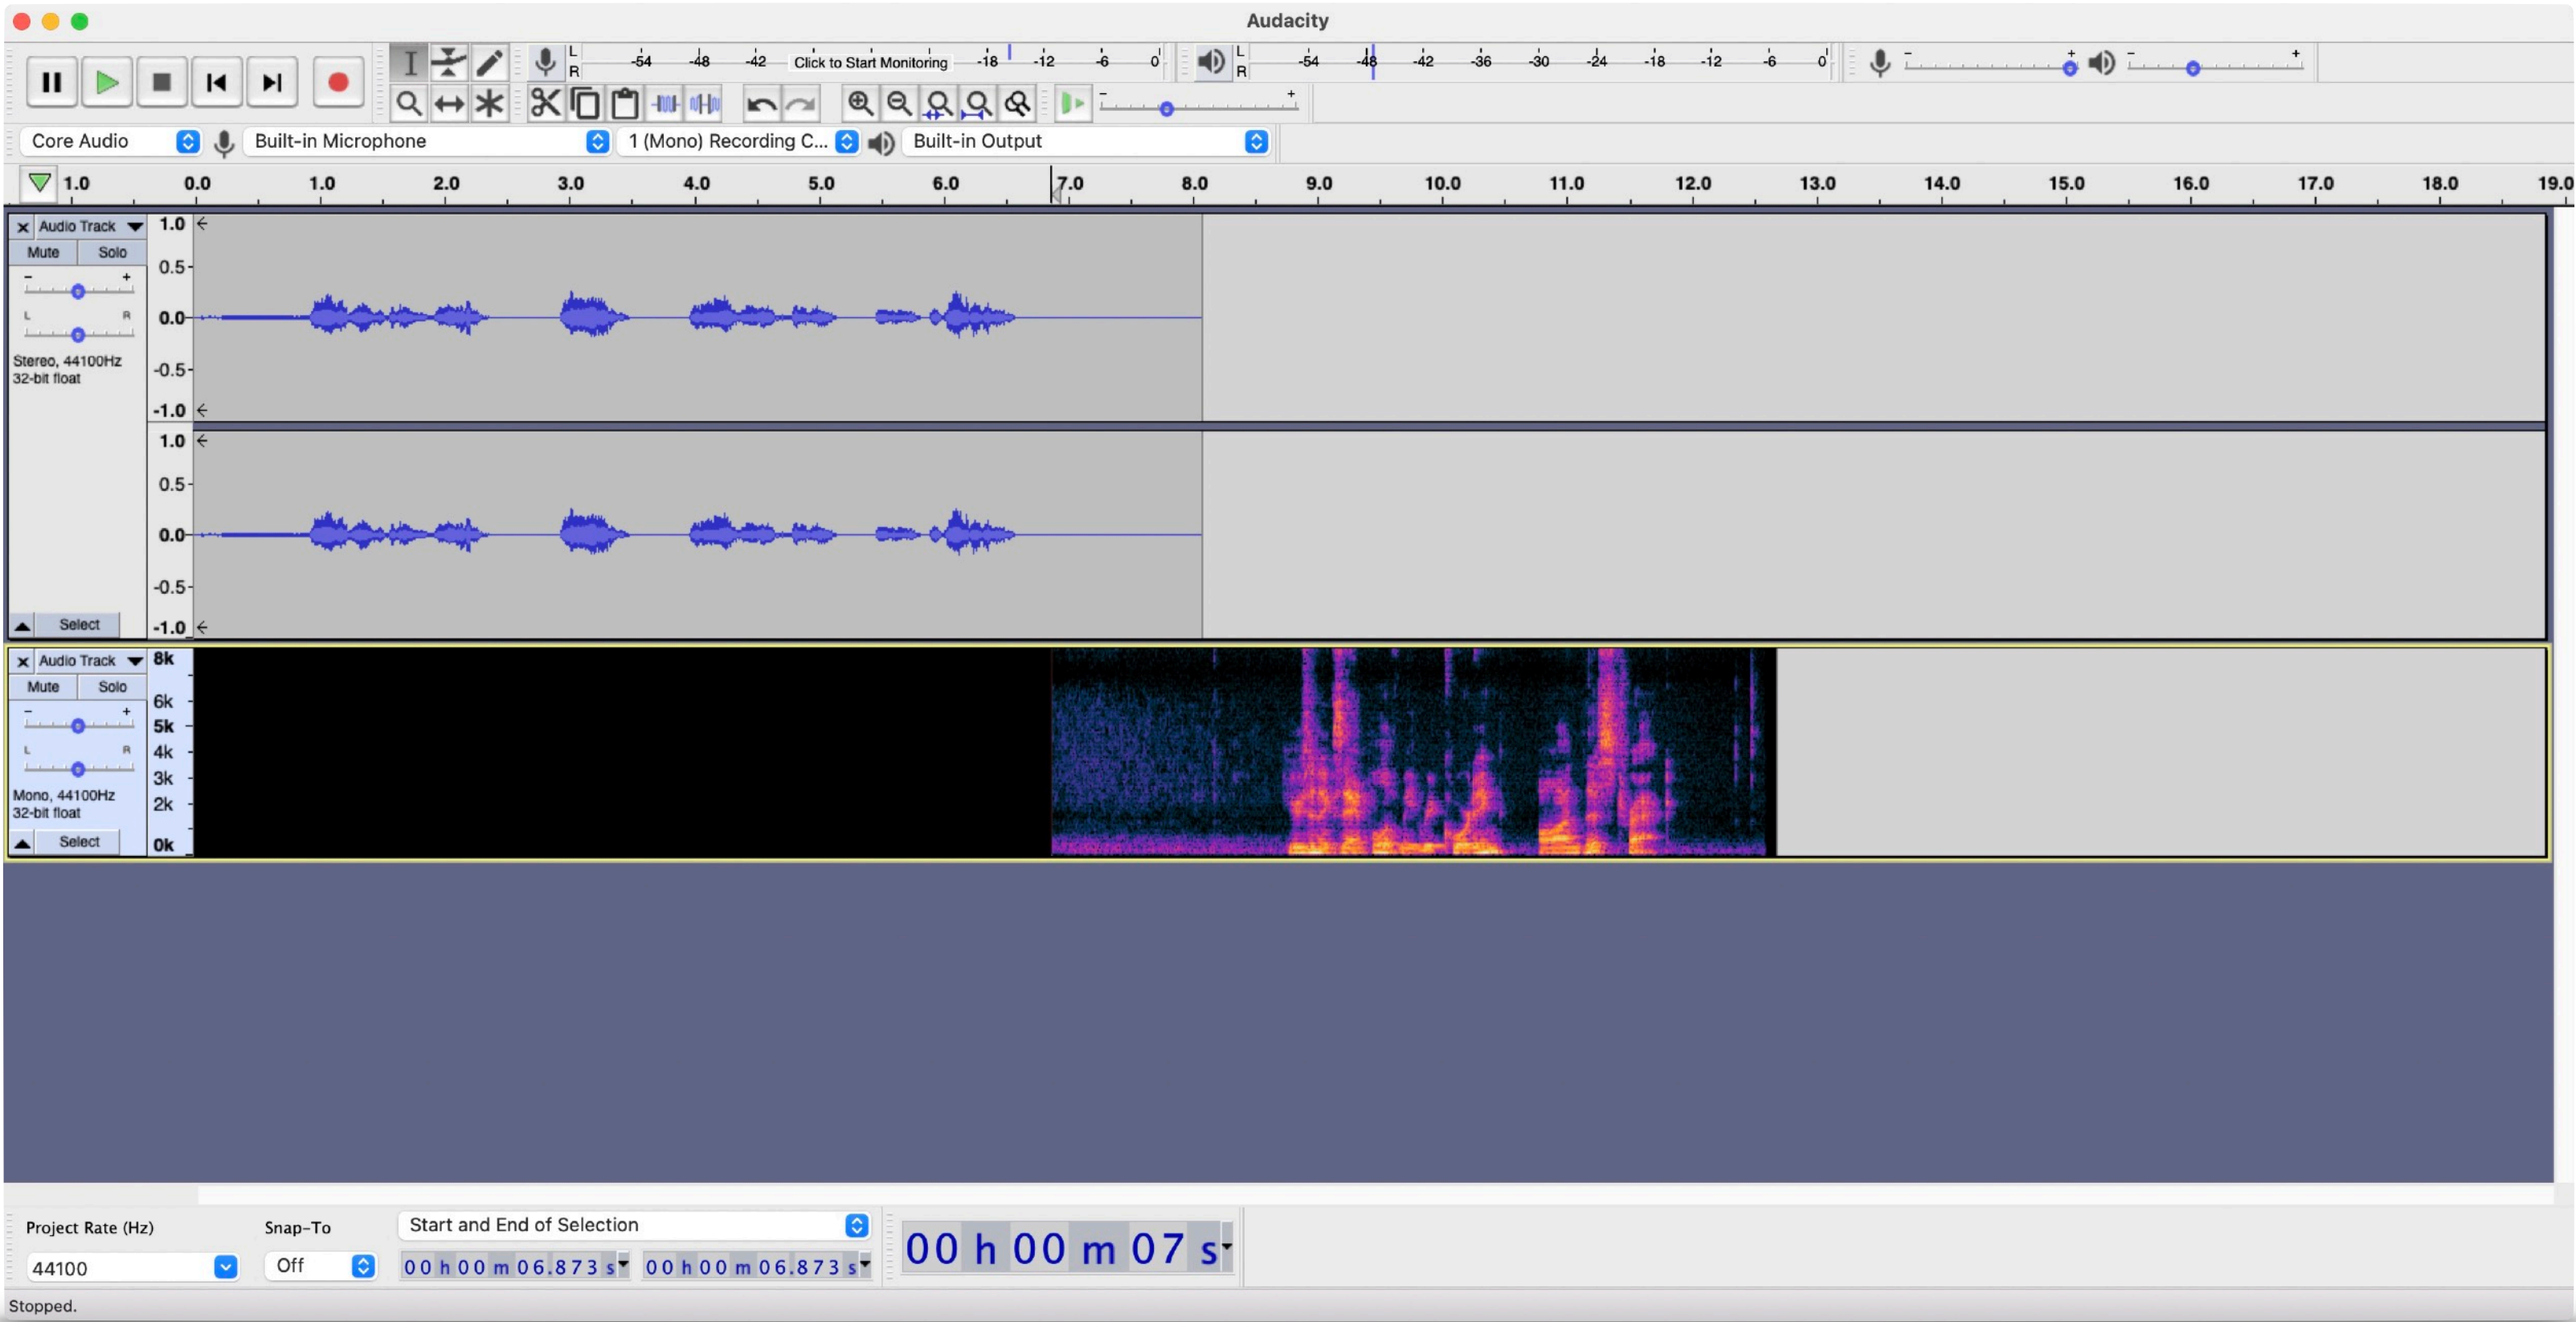 Audacity
L
R
-54 -48 -42 Click to Start Monitoring -18 -12 -6 0
L
R
-54 -48 -42 -36 -30 -24 -18 -12 -6 0
- +
- +
- +
Core Audio Built-in Microphone 1 (Mono) Recording C... Built-in Output
1.0 0.0 1.0 2.0 3.0 4.0 5.0 6.0 7.0 8.0 9.0 10.0 11.0 12.0 13.0 14.0 15.0 16.0 17.0 18.0 19.0
Audio Track
Mute Solo
- +
L R
Stereo, 44100Hz
32-bit float
Select
1.0
0.5
0.0
-0.5
-1.0
1.0
0.5
0.0
-0.5
-1.0
Audio Track
Mute Solo
- +
L R
Mono, 44100Hz
32-bit float
Select
8k
6k
5k
4k
3k
2k
0k
Project Rate (Hz) Snap-To Start and End of Selection
44100 Off 00 h 00 m 06.873 s 00 h 00 m 06.873 s
00 h 00 m 07 s
Stopped.